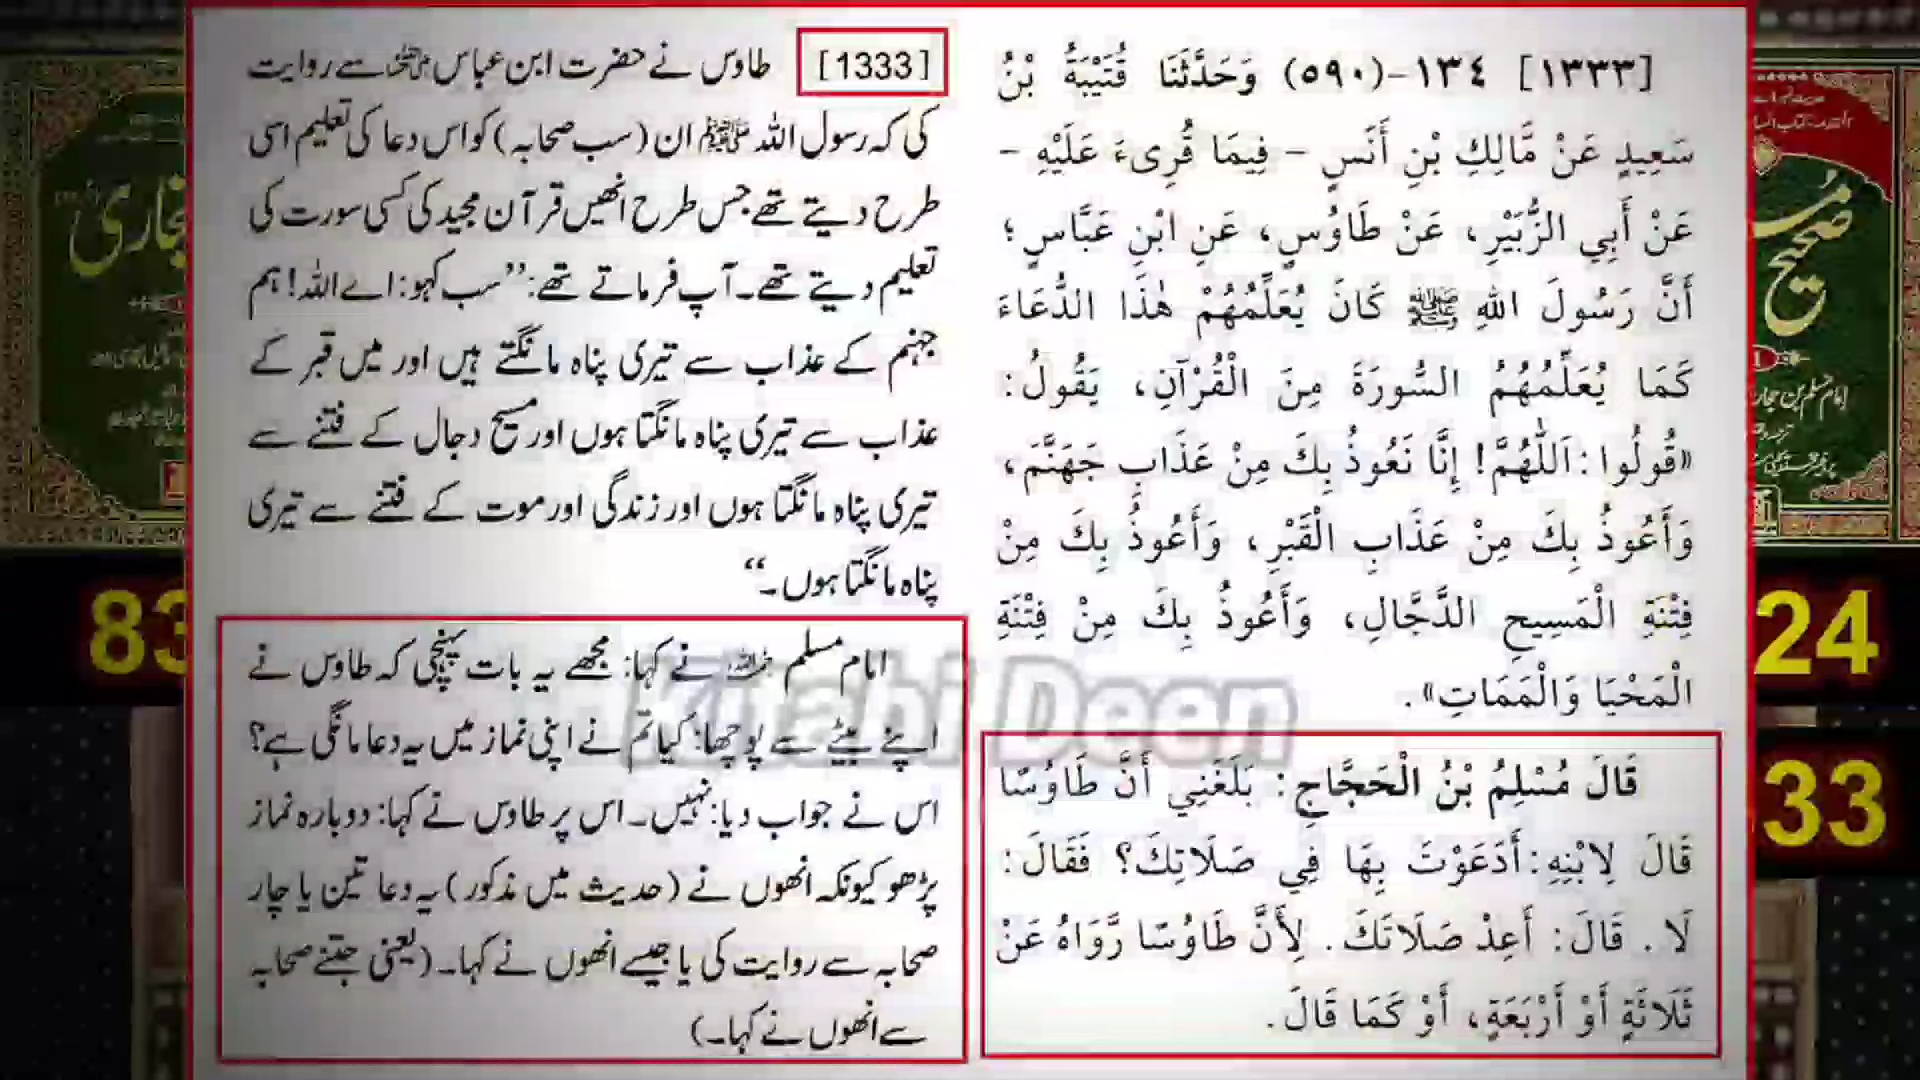 [١٣٣٣] ١٣٤-(٥٩٠) وَحَدَّثَنَا قُتَيْبَةُ بْنُ
سَعِيدٍ عَنْ مَّالِكِ بْنِ أَنَسٍ - فِيمَا قُرِىءَ عَلَيْهِ -
عَنْ أَبِي الزُّبَيْرِ، عَنْ طَاوُسٍ، عَنِ ابْنِ عَبَّاسٍ؛
أَنَّ رَسُولَ اللهِ ﷺ كَانَ يُعَلِّمُهُمْ هٰذَا الدُّعَاءَ
كَمَا يُعَلِّمُهُمُ السُّورَةَ مِنَ الْقُرْآنِ، يَقُولُ:
«قُولُوا: اَللّٰهُمَّ! إِنَّا نَعُوذُ بِكَ مِنْ عَذَابِ جَهَنَّمَ،
وَأَعُوذُ بِكَ مِنْ عَذَابِ الْقَبْرِ، وَأَعُوذُ بِكَ مِنْ
فِتْنَةِ الْمَسِيحِ الدَّجَّالِ، وَأَعُوذُ بِكَ مِنْ فِتْنَةِ
الْمَحْيَا وَالْمَمَاتِ».
قَالَ مُسْلِمُ بْنُ الْحَجَّاجِ: بَلَغَنِي أَنَّ طَاوُسًا
قَالَ لِابْنِهِ: أَدَعَوْتَ بِهَا فِي صَلَاتِكَ؟ فَقَالَ:
لَا. قَالَ: أَعِدْ صَلَاتَكَ. لِأَنَّ طَاوُسًا رَّوَاهُ عَنْ
ثَلَاثَةٍ أَوْ أَرْبَعَةٍ، أَوْ كَمَا قَالَ.
[1333] طاوس نے حضرت ابن عباس رضی اللہ عنہما سے روایت
کی کہ رسول اللہ ﷺ ان (سب صحابہ) کو اس دعا کی تعلیم اسی
طرح دیتے تھے جس طرح انھیں قرآن مجید کی کسی سورت کی
تعلیم دیتے تھے۔ آپ فرماتے تھے: ”سب کہو: اے اللہ! ہم
جہنم کے عذاب سے تیری پناہ مانگتے ہیں اور میں قبر کے
عذاب سے تیری پناہ مانگتا ہوں اور مسیح دجال کے فتنے سے
تیری پناہ مانگتا ہوں اور زندگی اور موت کے فتنے سے تیری
پناہ مانگتا ہوں۔“
امام مسلم رحمہ اللہ نے کہا: مجھے یہ بات پہنچی کہ طاوس نے
اپنے بیٹے سے پوچھا: کیا تم نے اپنی نماز میں یہ دعا مانگی ہے؟
اس نے جواب دیا: نہیں۔ اس پر طاوس نے کہا: دوبارہ نماز
پڑھو کیونکہ انھوں نے (حدیث میں مذکور) یہ دعا تین یا چار
صحابہ سے روایت کی یا جیسے انھوں نے کہا۔ (یعنی جتنے صحابہ
سے انھوں نے کہا۔)
Kitabi Deen
صحیح
83
24
33